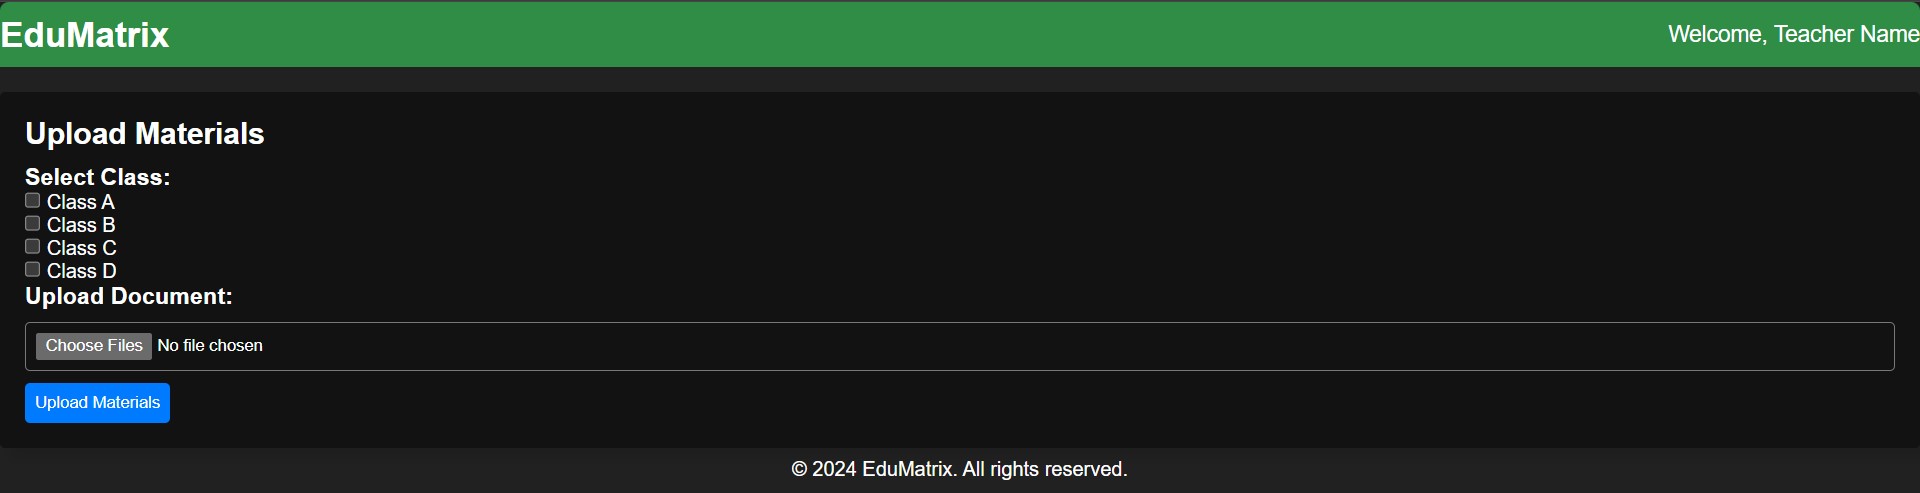 EduMatrix
Welcome, Teacher Name
Upload Materials
Select Class:
Class A
Class B
Class C
Class D
Upload Document:
Choose Files No file chosen
Upload Materials
© 2024 EduMatrix. All rights reserved.